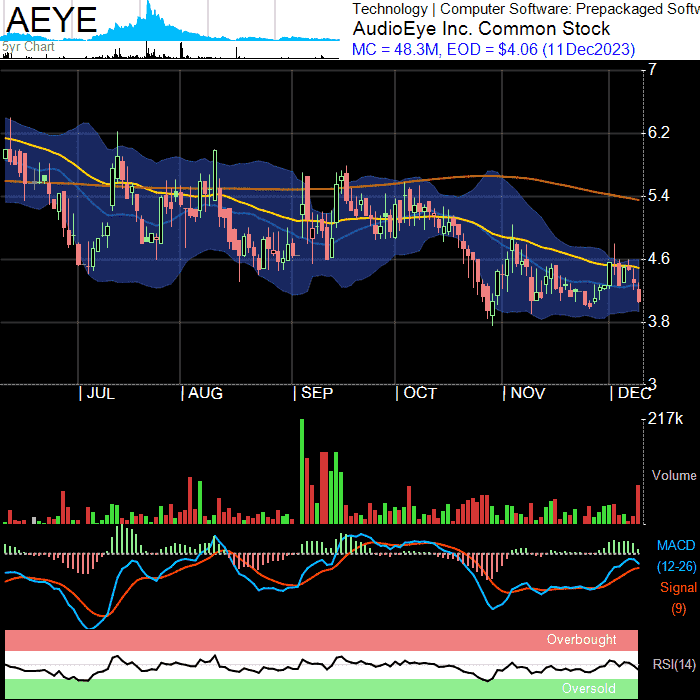 AEYE
5yr Chart
Technology | Computer Software: Prepackaged Softw
AudioEye Inc. Common Stock
MC = 48.3M, EOD = $4.06 (11Dec2023)
7
6.2
5.4
4.6
3.8
3
| JUL | AUG | SEP | OCT | NOV | DEC
217k
Volume
MACD
(12-26)
Signal
(9)
Overbought
RSI(14)
Oversold